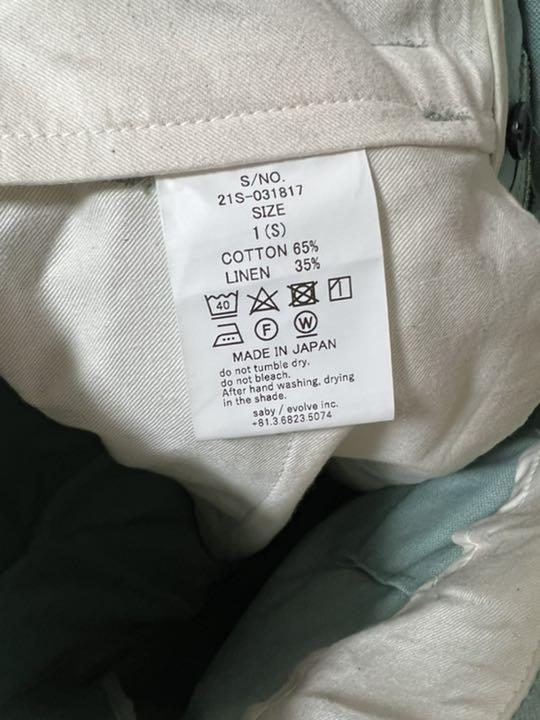 S/NO.
21S-031817
SIZE
1 (S)
COTTON 65%
LINEN 35%
40
F W
MADE IN JAPAN
do not tumble dry.
do not bleach.
After hand washing, drying
in the shade.
saby / evolve inc.
+81.3.6823.5074